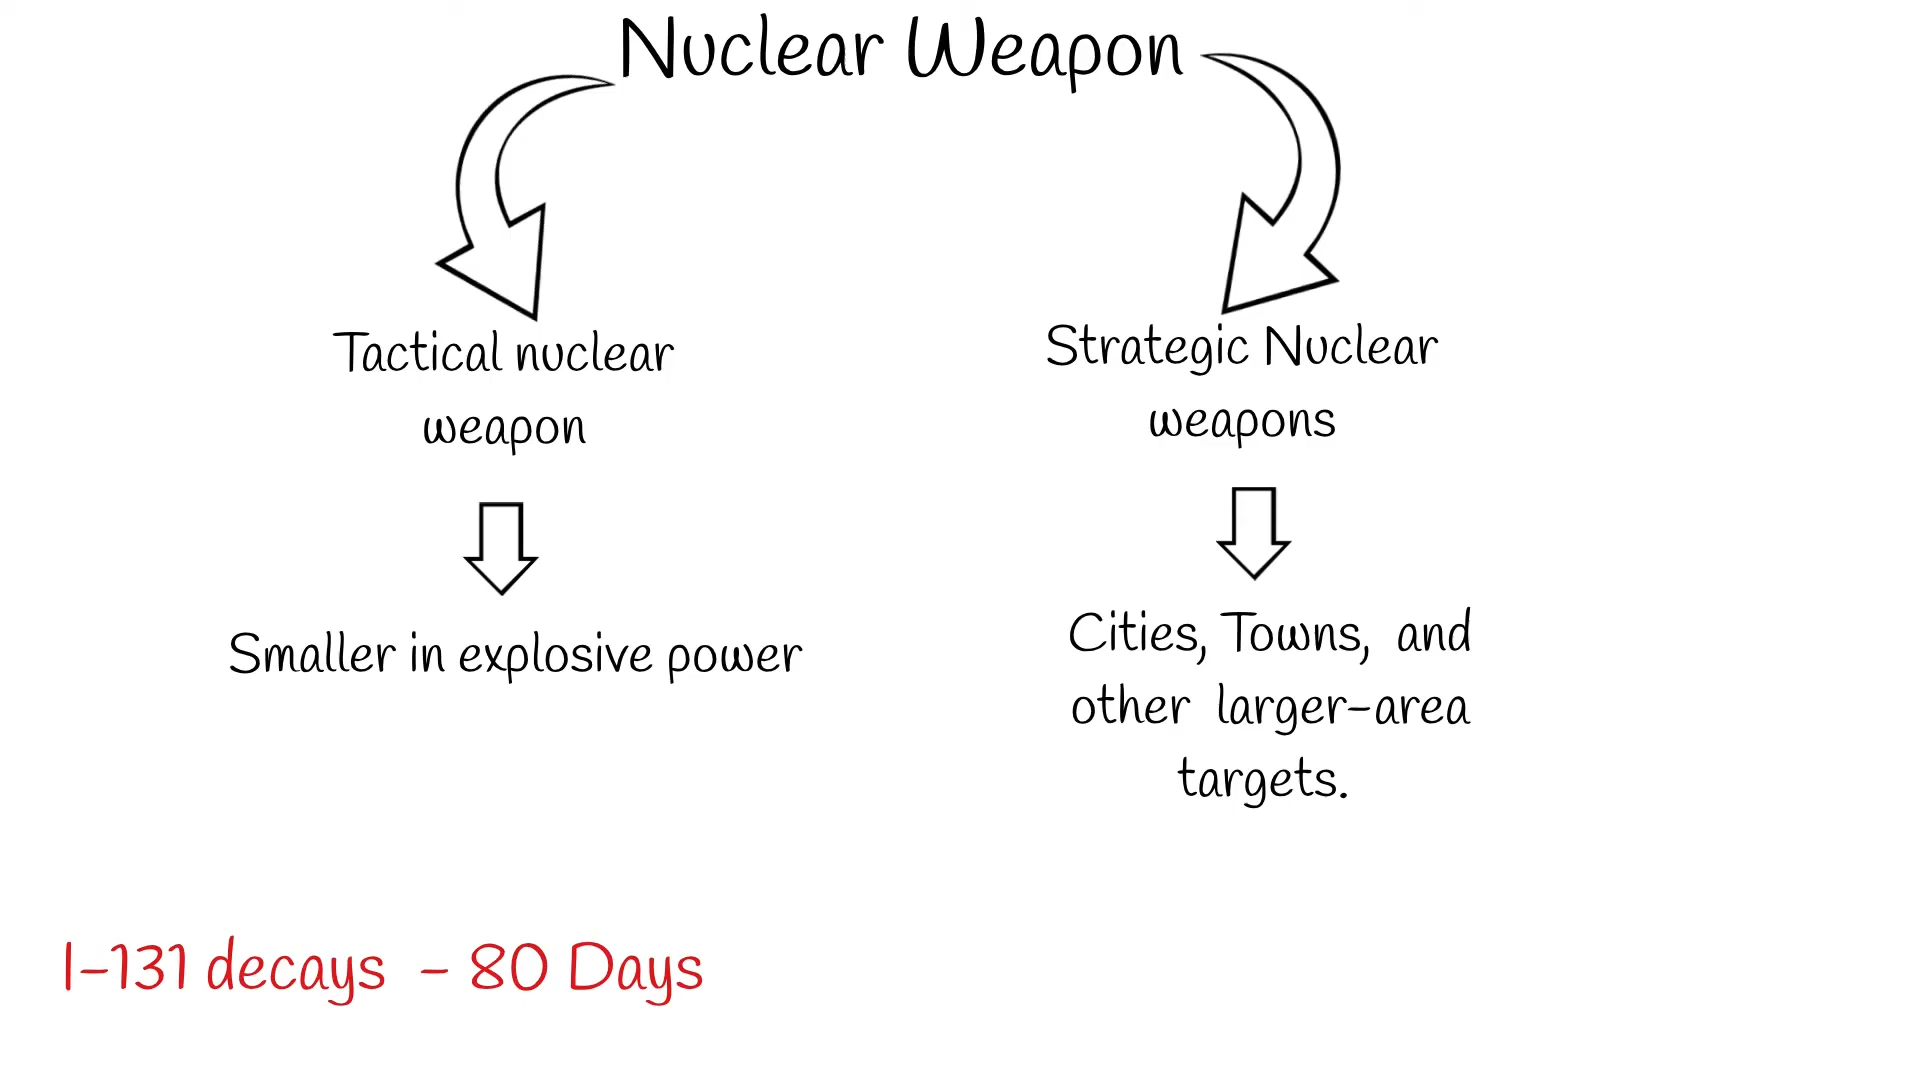 Nuclear Weapon
Tactical nuclear
weapon
Smaller in explosive power
Strategic Nuclear
weapons
Cities, Towns, and
other larger-area
targets.
I-131 decays - 80 Days